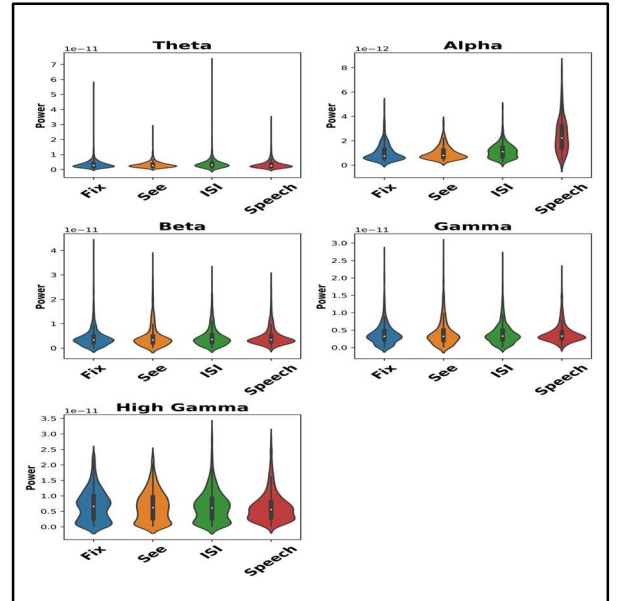 Theta
1e−11
Power
7
6
5
4
3
2
1
0
Fix See ISI Speech
Alpha
1e−12
Power
8
6
4
2
0
Fix See ISI Speech
Beta
1e−11
Power
4
3
2
1
0
Fix See ISI Speech
Gamma
1e−11
Power
3.0
2.5
2.0
1.5
1.0
0.5
0.0
Fix See ISI Speech
High Gamma
1e−11
Power
3.5
3.0
2.5
2.0
1.5
1.0
0.5
0.0
Fix See ISI Speech